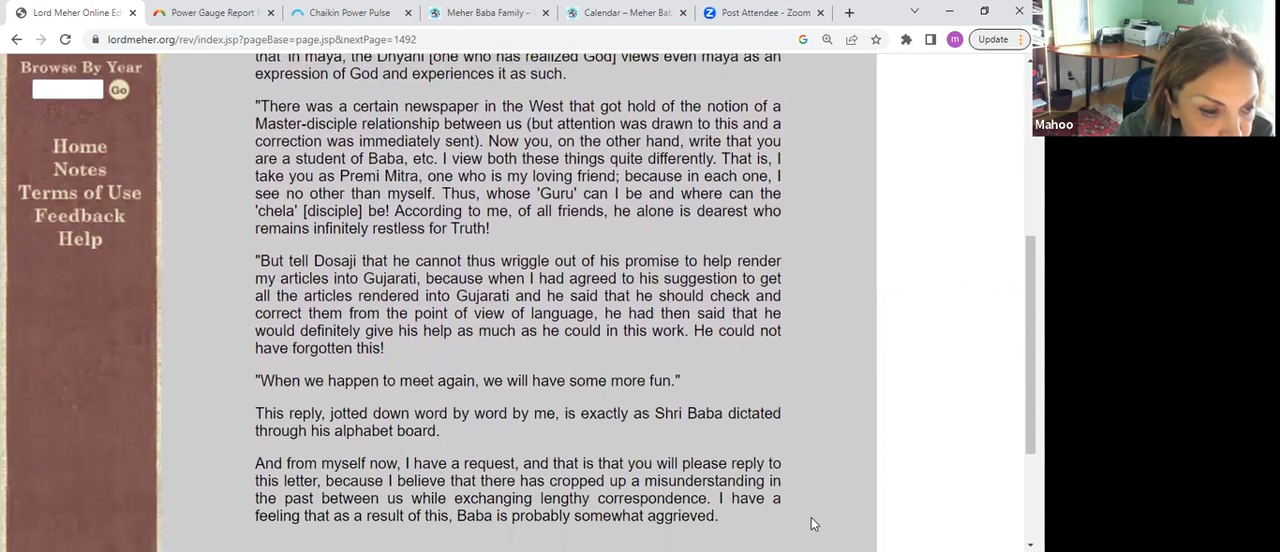 Lord Meher Online Ed
Power Gauge Report
Chaikin Power Pulse
Meher Baba Family –
Calendar – Meher Bab
Post Attendee - Zoom
lordmeher.org/rev/index.jsp?pageBase=page.jsp&nextPage=1492
m
Update
Mahoo
Browse By Year
Go
Home
Notes
Terms of Use
Feedback
Help
that in maya, the Dnyani [one who has realized God] views even maya as an
expression of God and experiences it as such.
"There was a certain newspaper in the West that got hold of the notion of a
Master-disciple relationship between us (but attention was drawn to this and a
correction was immediately sent). Now you, on the other hand, write that you
are a student of Baba, etc. I view both these things quite differently. That is, I
take you as Premi Mitra, one who is my loving friend; because in each one, I
see no other than myself. Thus, whose 'Guru' can I be and where can the
'chela' [disciple] be! According to me, of all friends, he alone is dearest who
remains infinitely restless for Truth!
"But tell Dosaji that he cannot thus wriggle out of his promise to help render
my articles into Gujarati, because when I had agreed to his suggestion to get
all the articles rendered into Gujarati and he said that he should check and
correct them from the point of view of language, he had then said that he
would definitely give his help as much as he could in this work. He could not
have forgotten this!
"When we happen to meet again, we will have some more fun."
This reply, jotted down word by word by me, is exactly as Shri Baba dictated
through his alphabet board.
And from myself now, I have a request, and that is that you will please reply to
this letter, because I believe that there has cropped up a misunderstanding in
the past between us while exchanging lengthy correspondence. I have a
feeling that as a result of this, Baba is probably somewhat aggrieved.